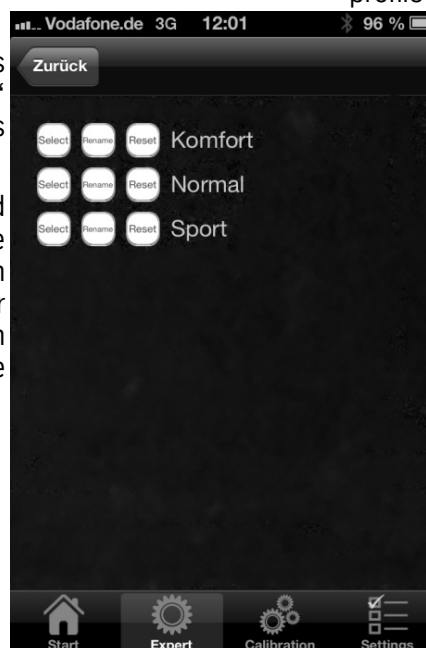 Vodafone.de 3G 12:01 96 %
Zurück
Select Rename Reset Komfort
Select Rename Reset Normal
Select Rename Reset Sport
Start Expert Calibration Settings